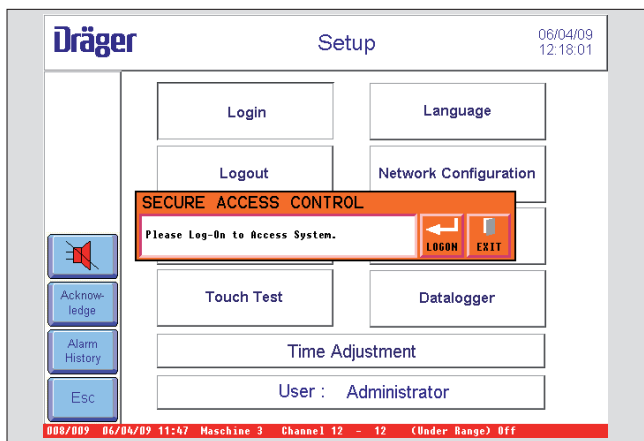 Dräger
Setup
06/04/09
12:18:01
Login
Language
Logout
Network Configuration
SECURE ACCESS CONTROL
Please Log-On to Access System.
LOGON
EXIT
Touch Test
Datalogger
Acknow-
ledge
Time Adjustment
Alarm
History
User : Administrator
Esc
008/009 06/04/09 11:47 Maschine 3 Channel 12 - 12 (Under Range) Off